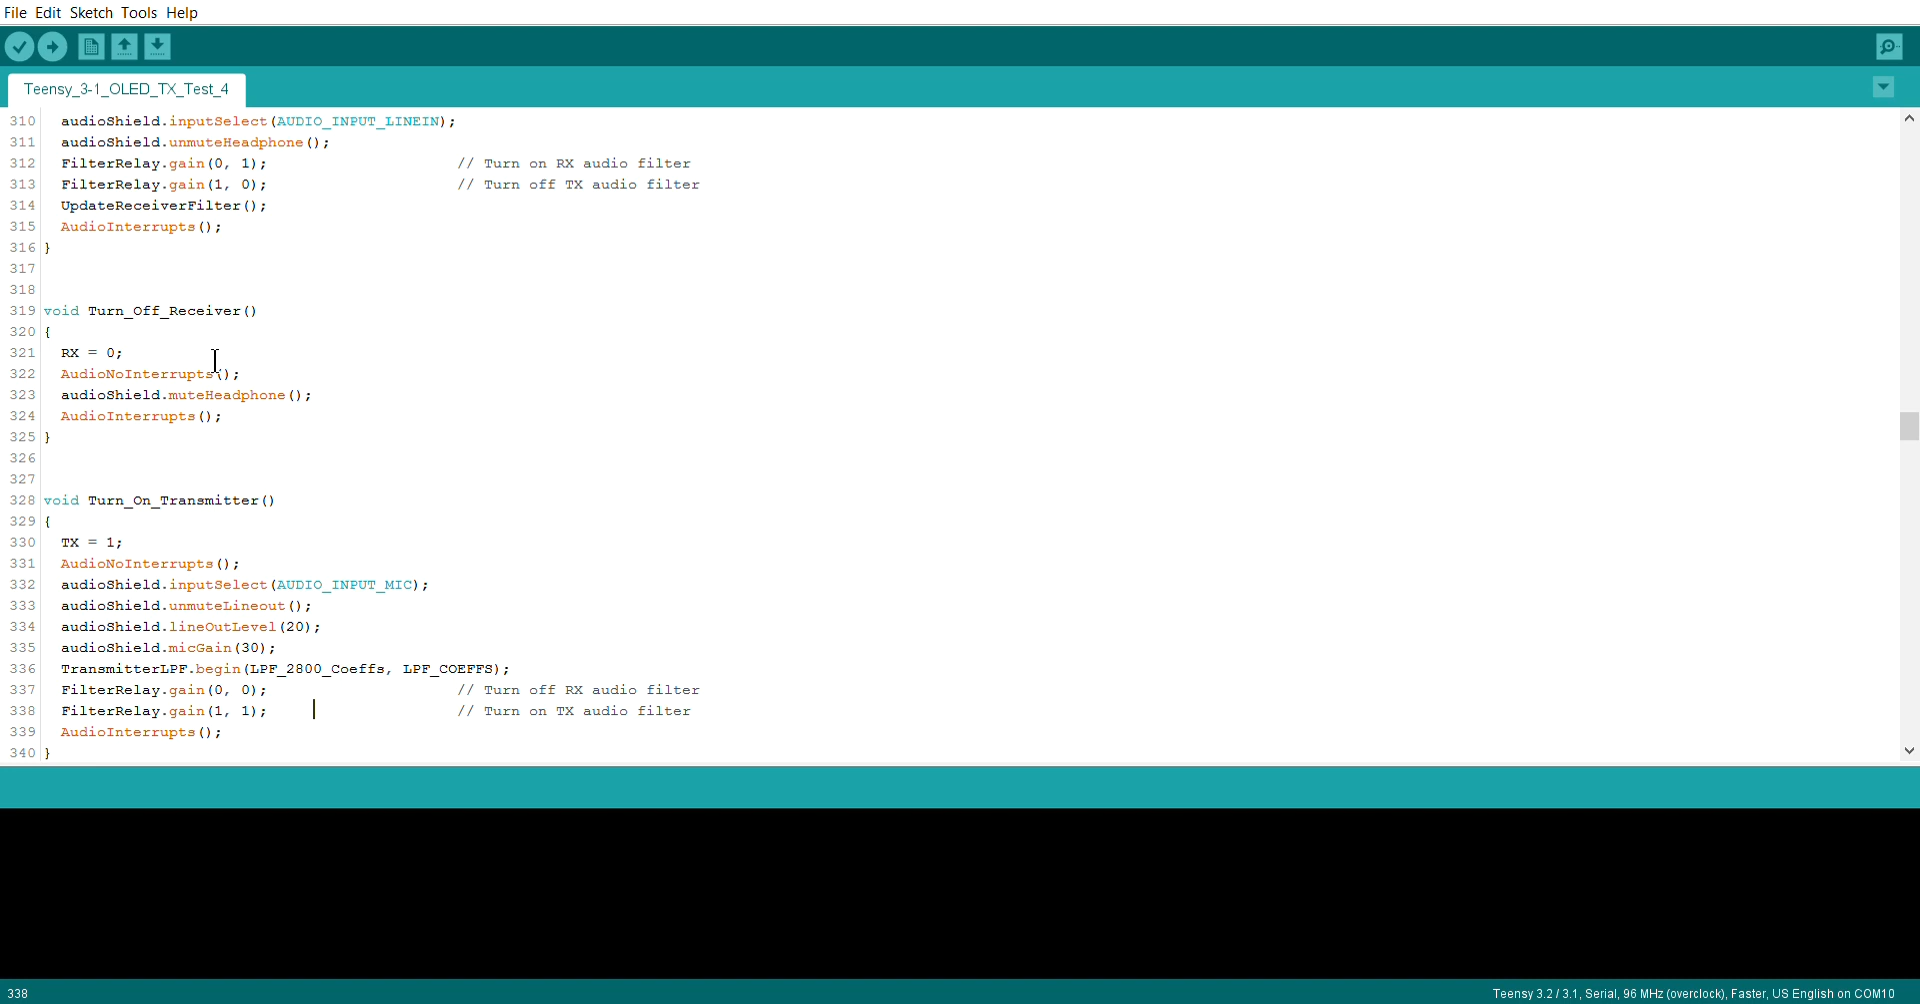 File Edit Sketch Tools Help
Teensy_3-1_OLED_TX_Test_4
310 audioShield.inputSelect(AUDIO_INPUT_LINEIN);
311 audioShield.unmuteHeadphone();
312 FilterRelay.gain(0, 1); // Turn on RX audio filter
313 FilterRelay.gain(1, 0); // Turn off TX audio filter
314 UpdateReceiverFilter();
315 AudioInterrupts();
316 }
317
318
319 void Turn_Off_Receiver()
320 {
321 RX = 0;
322 AudioNoInterrupts();
323 audioShield.muteHeadphone();
324 AudioInterrupts();
325 }
326
327
328 void Turn_On_Transmitter()
329 {
330 TX = 1;
331 AudioNoInterrupts();
332 audioShield.inputSelect(AUDIO_INPUT_MIC);
333 audioShield.unmuteLineout();
334 audioShield.lineOutLevel(20);
335 audioShield.micGain(30);
336 TransmitterLPF.begin(LPF_2800_Coeffs, LPF_COEFFS);
337 FilterRelay.gain(0, 0); // Turn off RX audio filter
338 FilterRelay.gain(1, 1); // Turn on TX audio filter
339 AudioInterrupts();
340 }
338 Teensy 3.2 / 3.1, Serial, 96 MHz (overclock), Faster, US English on COM10